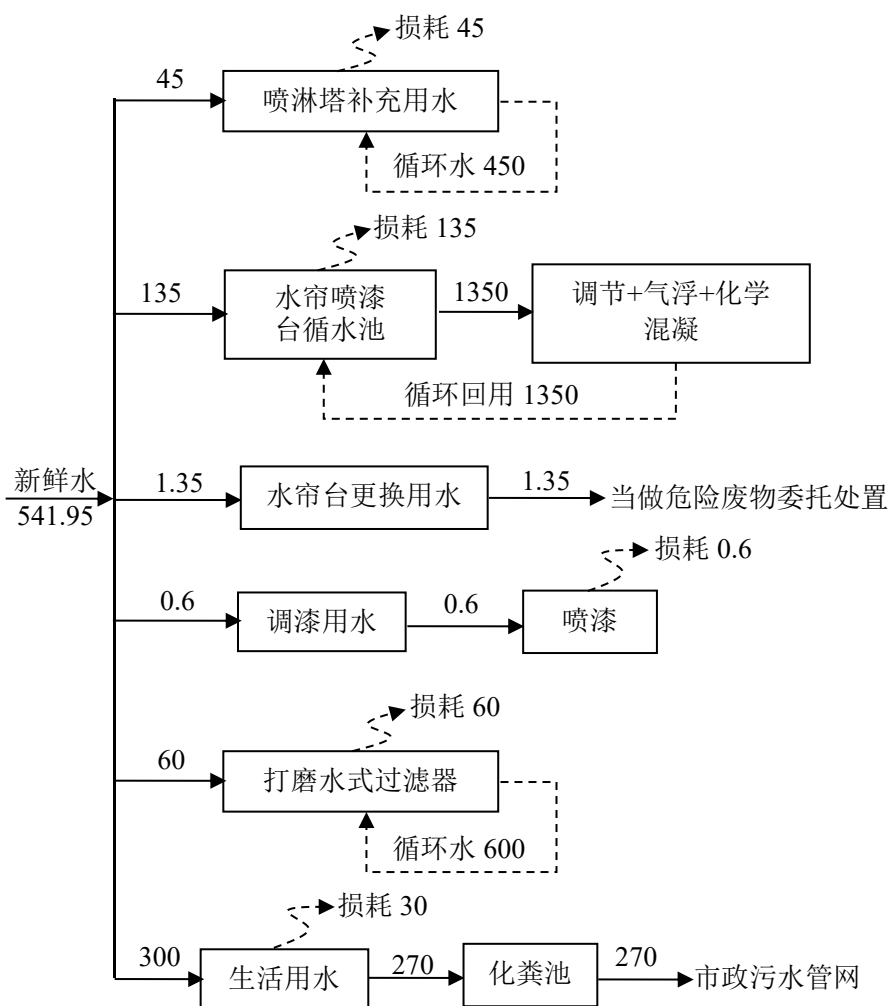 损耗 45
45
喷淋塔补充用水
循环水 450
损耗 135
135
水帘喷漆
台循水池
1350
调节+气浮+化学
混凝
循环回用 1350
新鲜水
541.95
1.35
水帘台更换用水
1.35
当做危险废物委托处置
损耗 0.6
0.6
调漆用水
0.6
喷漆
损耗 60
60
打磨水式过滤器
循环水 600
损耗 30
300
生活用水
270
化粪池
270
市政污水管网